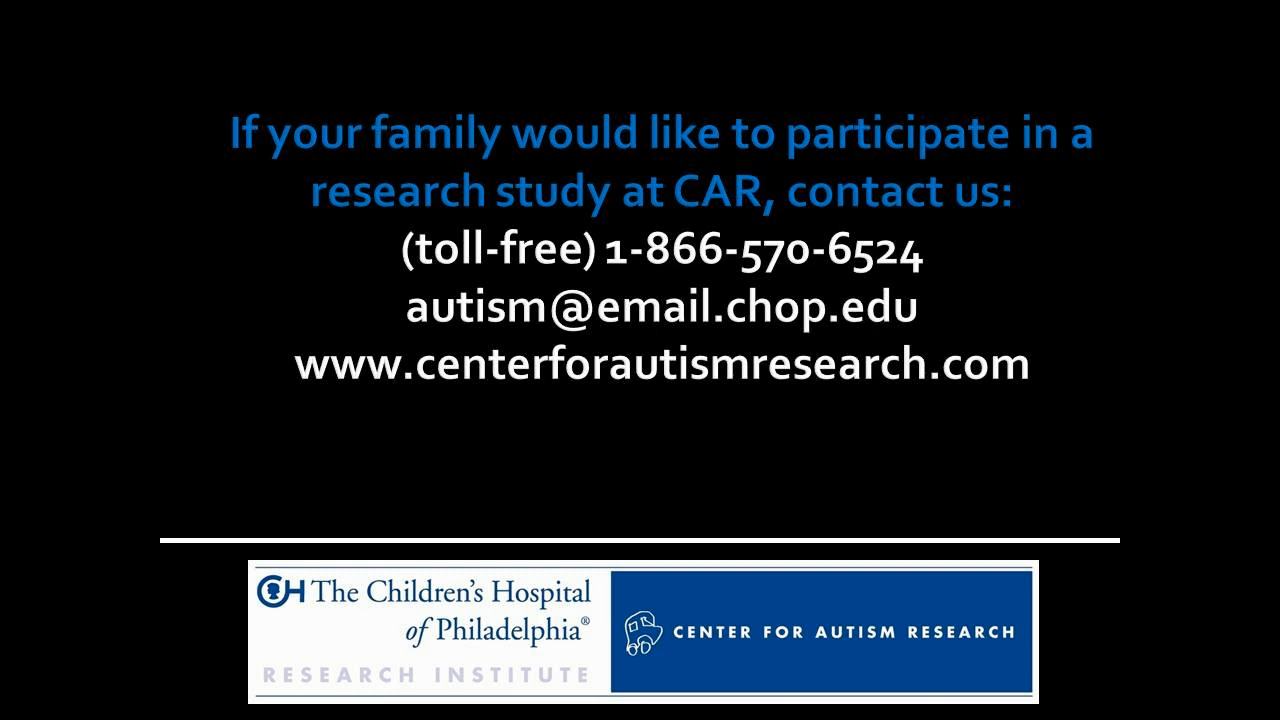 If your family would like to participate in a
research study at CAR, contact us:
(toll-free) 1-866-570-6524
autism@email.chop.edu
www.centerforautismresearch.com
CH The Children's Hospital
of Philadelphia®
RESEARCH INSTITUTE
CENTER FOR AUTISM RESEARCH